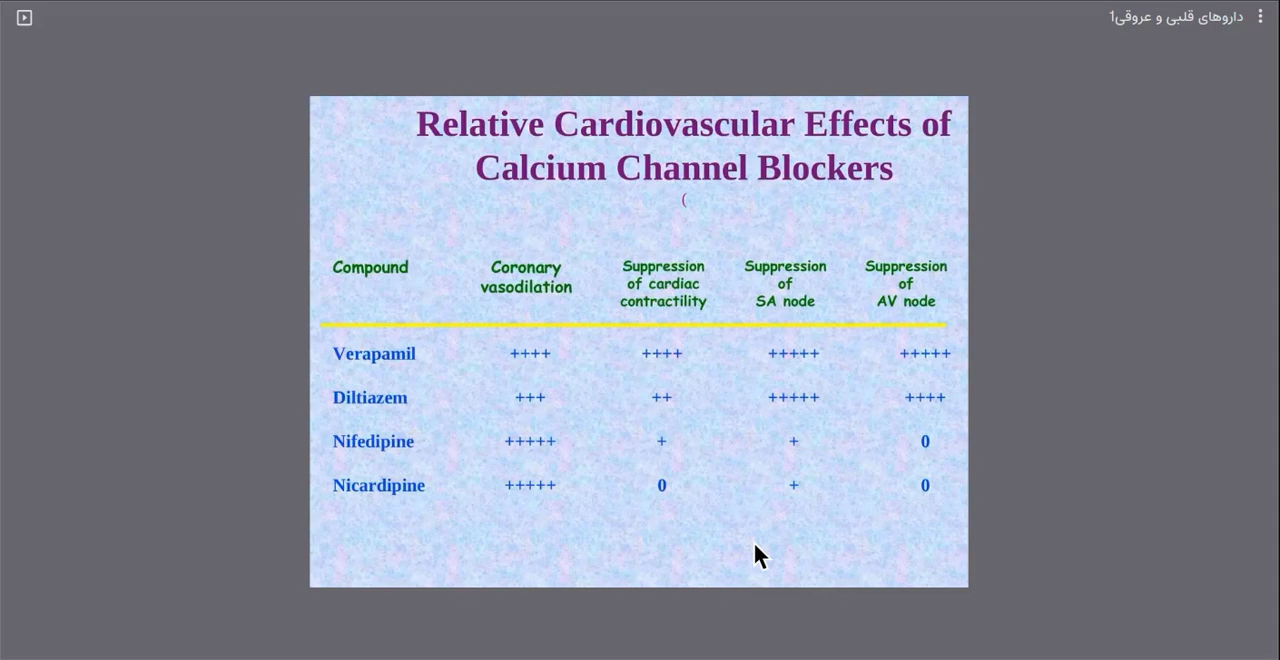 داروهای قلبی و عروقی1
Relative Cardiovascular Effects of
Calcium Channel Blockers
(
Compound Coronary vasodilation Suppression of cardiac contractility Suppression of SA node Suppression of AV node
Verapamil ++++ ++++ +++++ +++++
Diltiazem +++ ++ +++++ ++++
Nifedipine +++++ + + 0
Nicardipine +++++ 0 + 0